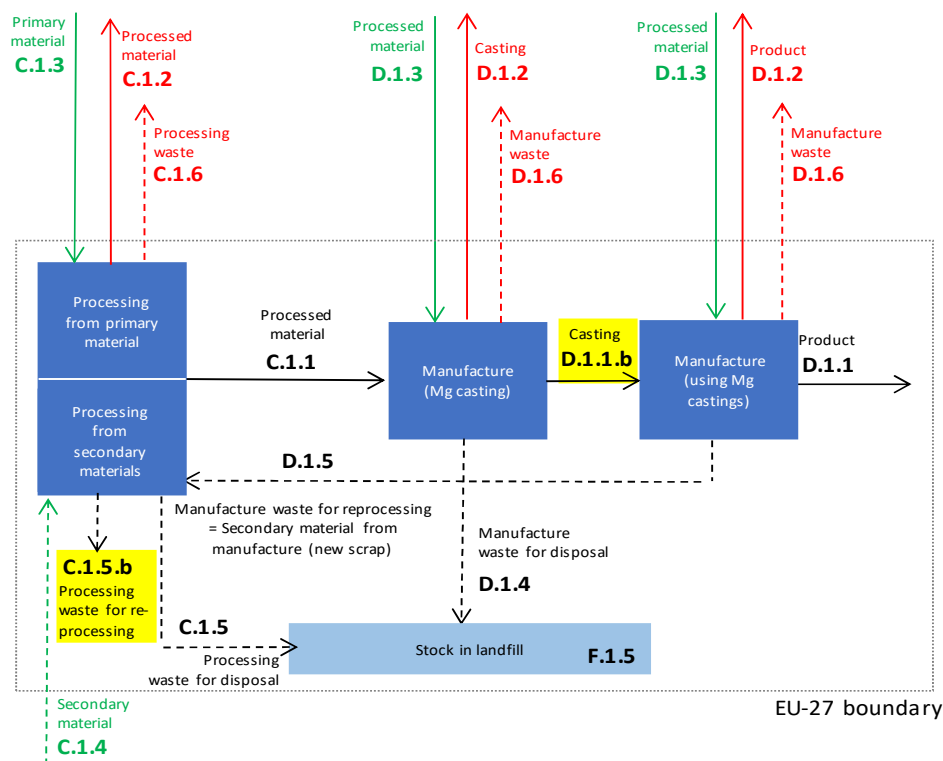 Primary
material
C.1.3
Processed
material
C.1.2
Processing
waste
C.1.6
Processed
material
D.1.3
Casting
D.1.2
Manufacture
waste
D.1.6
Processed
material
D.1.3
Product
D.1.2
Manufacture
waste
D.1.6
Processing
from primary
material
Processing
from
secondary
materials
Processed
material
C.1.1
Manufacture
(Mg casting)
Casting
D.1.1.b
Manufacture
(using Mg
castings)
Product
D.1.1
D.1.5
Manufacture waste for reprocessing
= Secondary material from
manufacture (new scrap)
Manufacture
waste for disposal
D.1.4
C.1.5.b
Processing
waste for re-
processing
C.1.5
Processing
waste for disposal
Stock in landfill
F.1.5
Secondary
material
C.1.4
EU-27 boundary